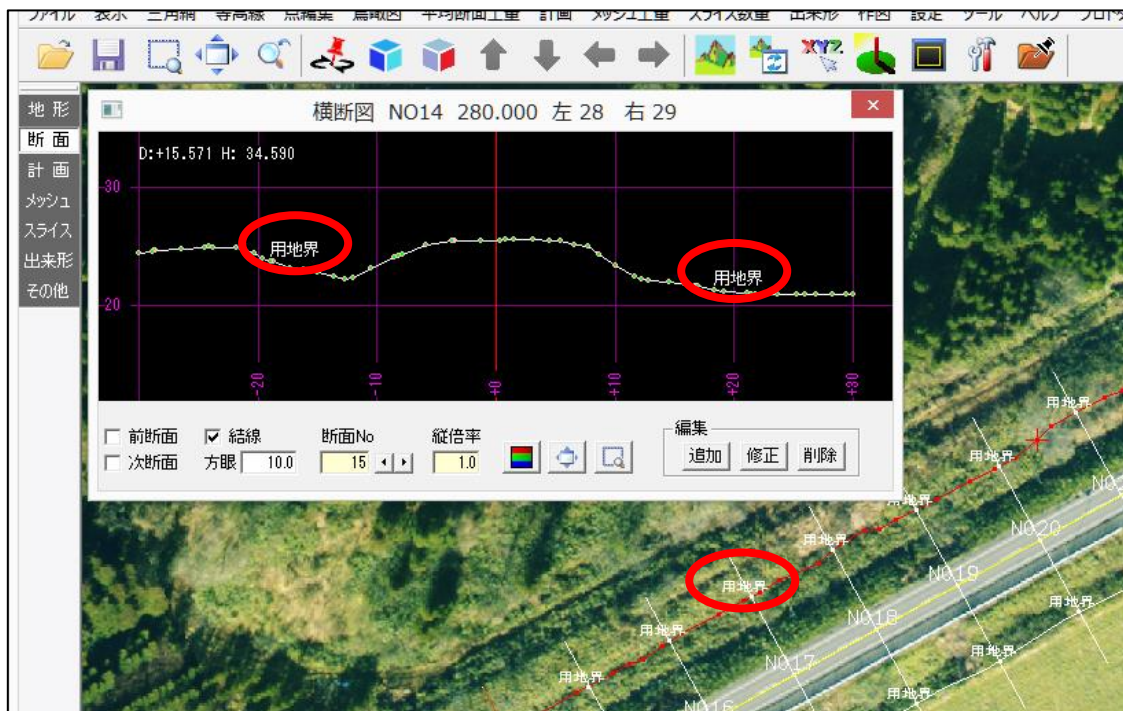 ファイル 表示 三角網 等高線 点編集 鳥瞰図 平均断面土量 計画 メッシュ土量 スライス数量 出来形 作図 設定 ツール ヘルプ
XYZ
地 形
断 面
計 画
メッシュ
スライス
出来形
その他
横断図 NO14 280.000 左 28 右 29
D:+15.571 H: 34.590
30
用地界
用地界
20
-20
-10
+0
+10
+20
+30
前断面 結線 断面No 縦倍率
次断面 方眼 10.0 15 1.0
編集
追加 修正 削除
用地界
用地界
用地界
NO20
用地界
NO19
用地界
用地界
NO18
用地界
用地界
NO17
用地界
用地界
NO16